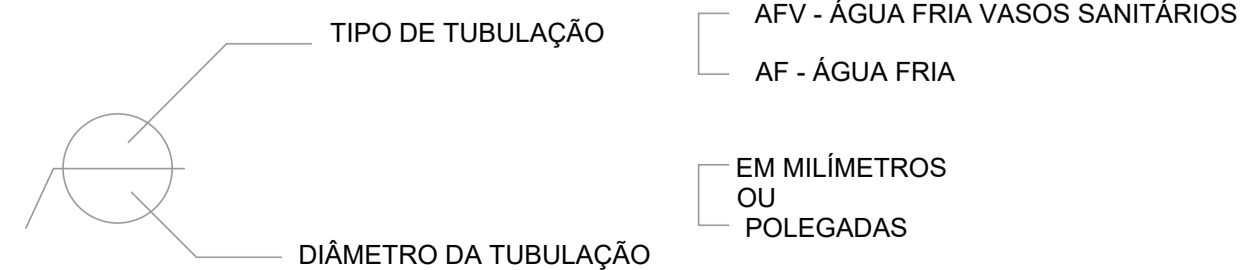 TIPO DE TUBULAÇÃO
AFV - ÁGUA FRIA VASOS SANITÁRIOS
AF - ÁGUA FRIA
DIÂMETRO DA TUBULAÇÃO
EM MILÍMETROS
OU
POLEGADAS